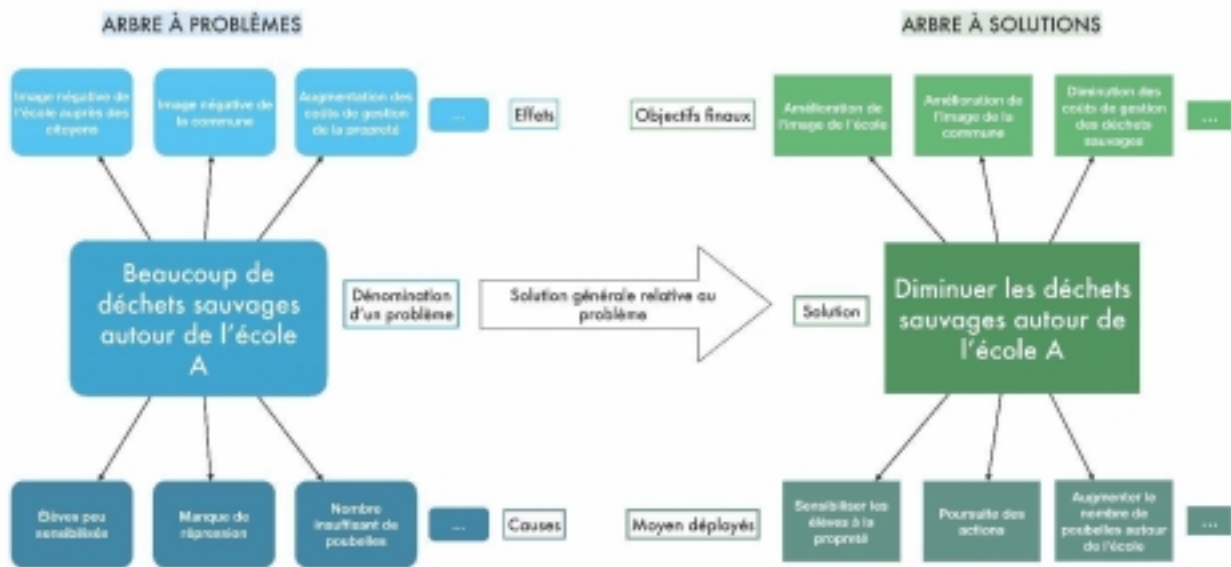 ARBRE À PROBLÈMES
ARBRE À SOLUTIONS
Image négative de
l'école auprès des
citoyens
Image négative de
la commune
Augmentation des
coûts de gestion
de la propreté
...
Effets
Objectifs finaux
Amélioration de
l'image de l'école
Amélioration de
l'image de la
commune
Diminution des
coûts de gestion
des déchets
sauvages
...
Beaucoup de
déchets sauvages
autour de l'école
A
Dénomination
d'un problème
Solution générale relative au
problème
Solution
Diminuer les déchets
sauvages autour de
l'école A
Élèves peu
sensibilisés
Manque de
répression
Nombre
insuffisant de
poubelles
...
Causes
Moyen déployés
Sensibiliser les
élèves à la
propreté
Poursuite des
actions
Augmenter le
nombre de
poubelles autour
de l'école
...